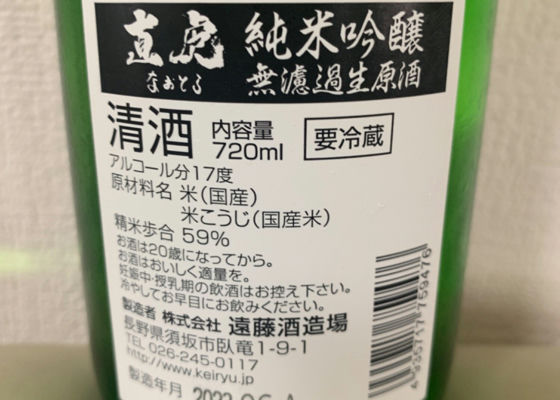 直虎 純米吟醸
なおとら 無濾過生原酒
清酒 内容量 720ml 要冷蔵
アルコール分17度
原材料名 米(国産)
米こうじ(国産米)
精米歩合 59%
お酒は20歳になってから。
お酒はおいしく適量を。
妊娠中・授乳期の飲酒はお控え下さい。
冷やしてお早目にお飲みください。
製造者 株式会社 遠藤酒造場
長野県須坂市臥竜1-9-1
TEL 026-245-0117
http://www.keiryu.jp/
製造年月